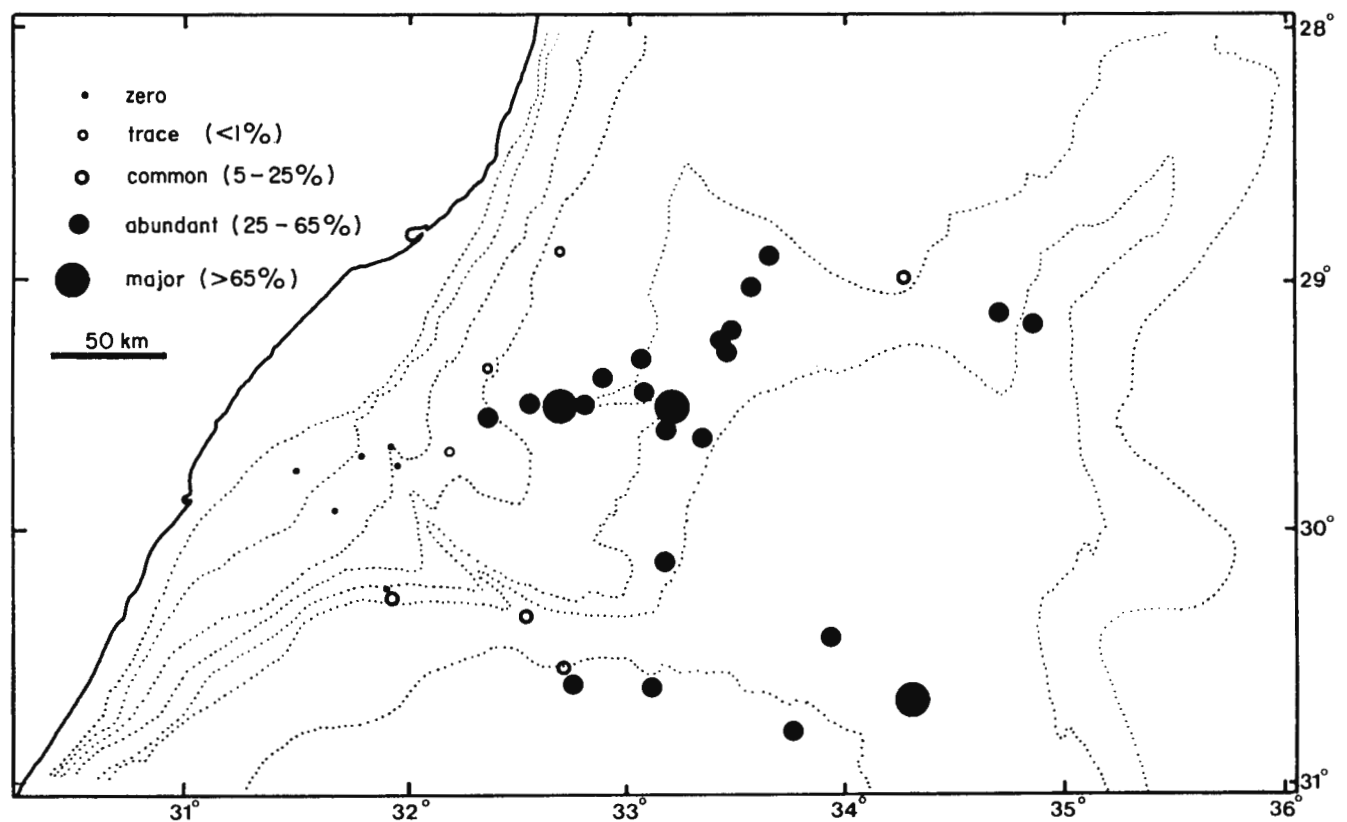 28°
zero
trace (<1%)
common (5-25%)
abundant (25-65%)
major (>65%)
29°
50 km
30°
31°
31°
32°
33°
34°
35°
36°